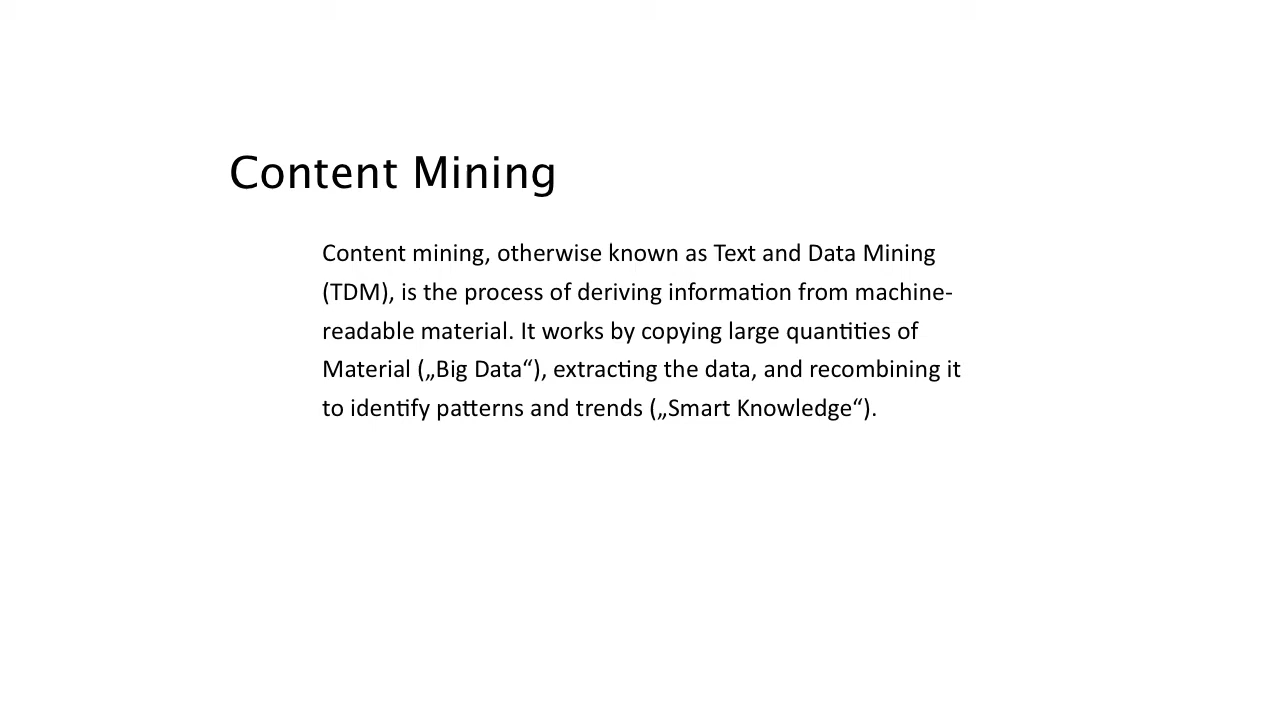 Content Mining
Content mining, otherwise known as Text and Data Mining
(TDM), is the process of deriving information from machine-
readable material. It works by copying large quantities of
Material („Big Data“), extracting the data, and recombining it
to identify patterns and trends („Smart Knowledge“).